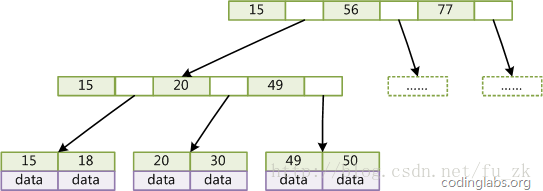 15 56 77
15 20 49 ...... ......
15 18 20 30 49 50
data data data data data data
http://blog.csdn.net/fu_zk
codinglabs.org